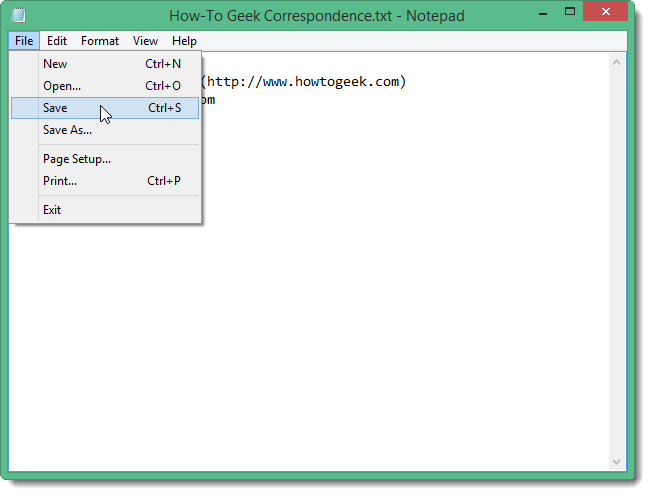 How-To Geek Correspondence.txt - Notepad
File Edit Format View Help
New Ctrl+N
Open... Ctrl+O
(http://www.howtogeek.com)
Save Ctrl+S
om
Save As...
Page Setup...
Print... Ctrl+P
Exit